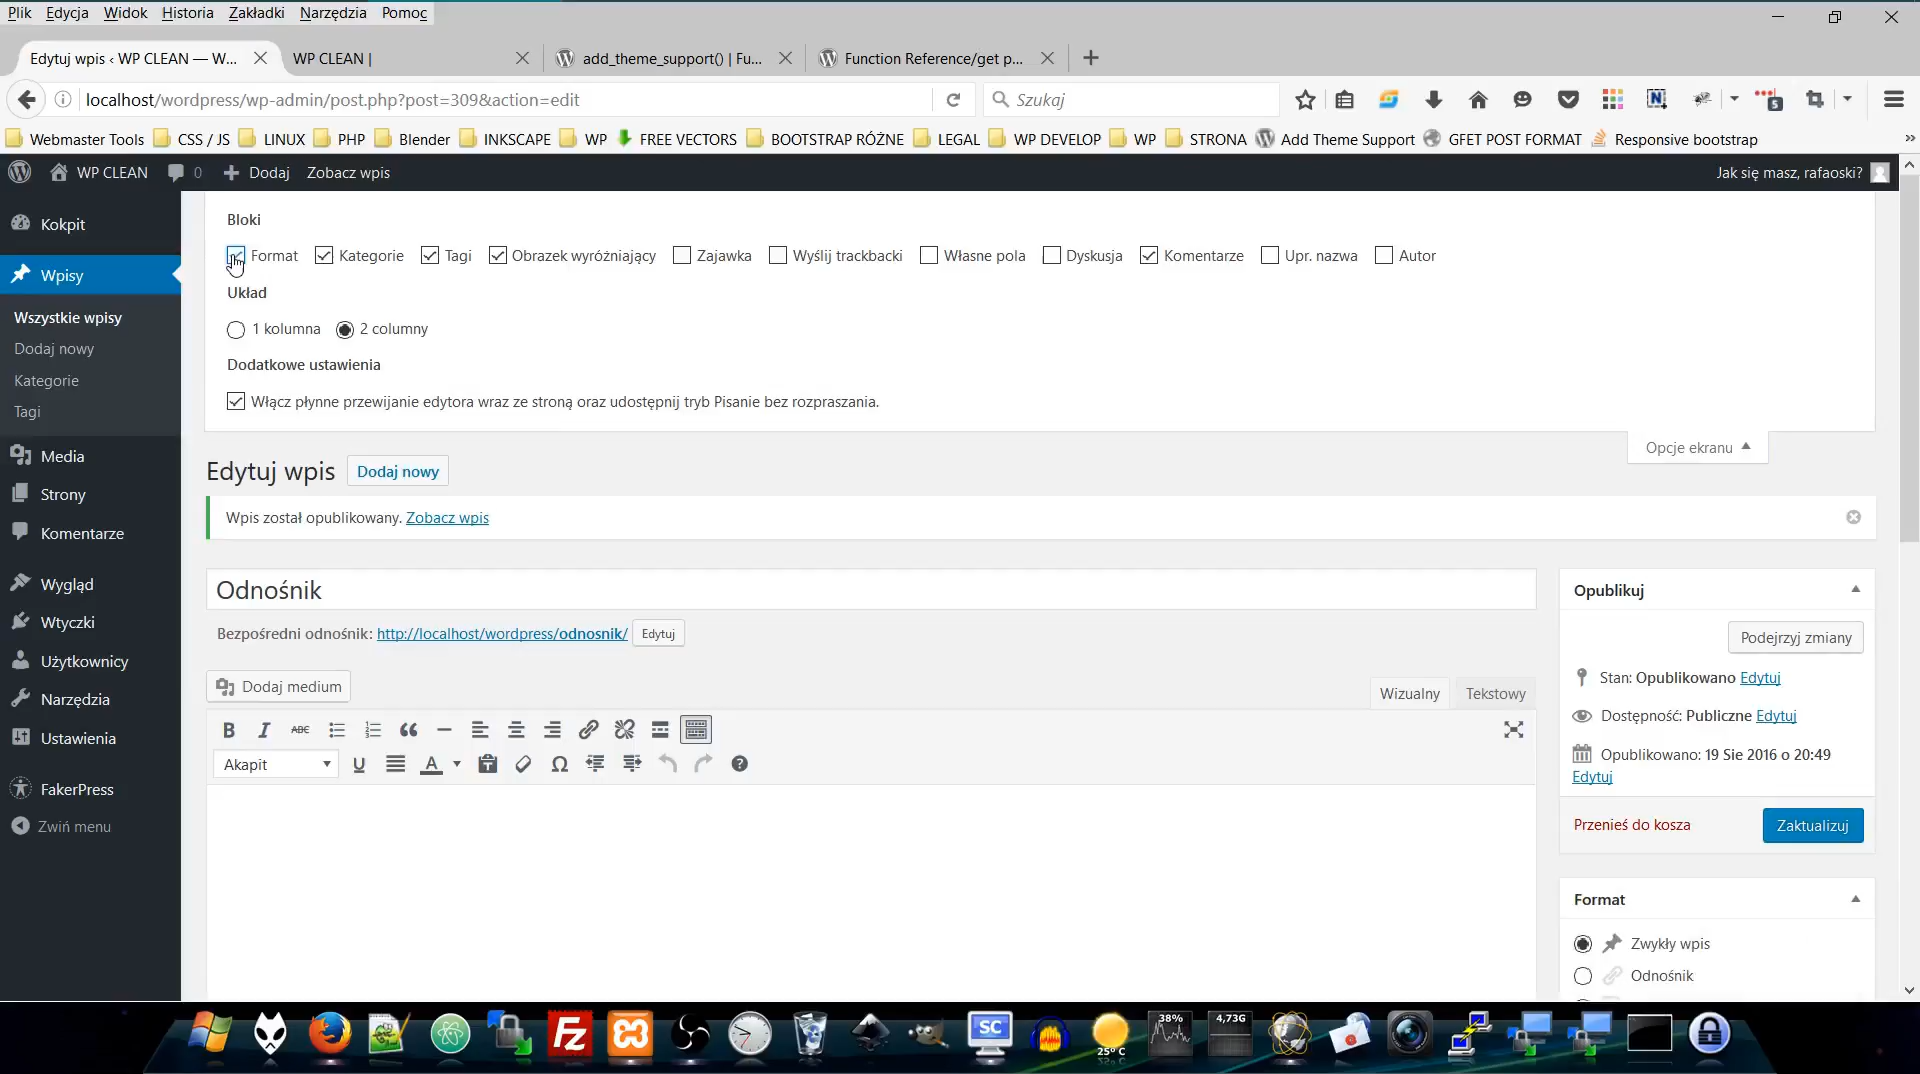 Plik Edycja Widok Historia Zakładki Narzędzia Pomoc
Edytuj wpis ‹ WP CLEAN — W... WP CLEAN | add_theme_support() | Fu... Function Reference/get p...
localhost/wordpress/wp-admin/post.php?post=309&action=edit Szukaj 5
Webmaster Tools CSS / JS LINUX PHP Blender INKSCAPE WP FREE VECTORS BOOTSTRAP RÓŻNE LEGAL WP DEVELOP WP STRONA Add Theme Support GFET POST FORMAT Responsive bootstrap »
WP CLEAN 0 Dodaj Zobacz wpis Jak się masz, rafaoski?
Kokpit
Wpisy
Wszystkie wpisy
Dodaj nowy
Kategorie
Tagi
Media
Strony
Komentarze
Wygląd
Wtyczki
Użytkownicy
Narzędzia
Ustawienia
FakerPress
Zwiń menu
Bloki
Format Kategorie Tagi Obrazek wyróżniający Zajawka Wyślij trackbacki Własne pola Dyskusja Komentarze Upr. nazwa Autor
Układ
1 kolumna 2 columny
Dodatkowe ustawienia
Włącz płynne przewijanie edytora wraz ze stroną oraz udostępnij tryb Pisanie bez rozpraszania.
Opcje ekranu
Edytuj wpis Dodaj nowy
Wpis został opublikowany. Zobacz wpis
Odnośnik
Bezpośredni odnośnik: http://localhost/wordpress/odnosnik/ Edytuj
Dodaj medium
Wizualny Tekstowy
B I ABC
Akapit U A Ω
Opublikuj
Podejrzyj zmiany
Stan: Opublikowano Edytuj
Dostępność: Publiczne Edytuj
Opublikowano: 19 Sie 2016 o 20:49
Edytuj
Przenieś do kosza Zaktualizuj
Format
Zwykły wpis
Odnośnik
Fz SC 25° C 38% 4,73G